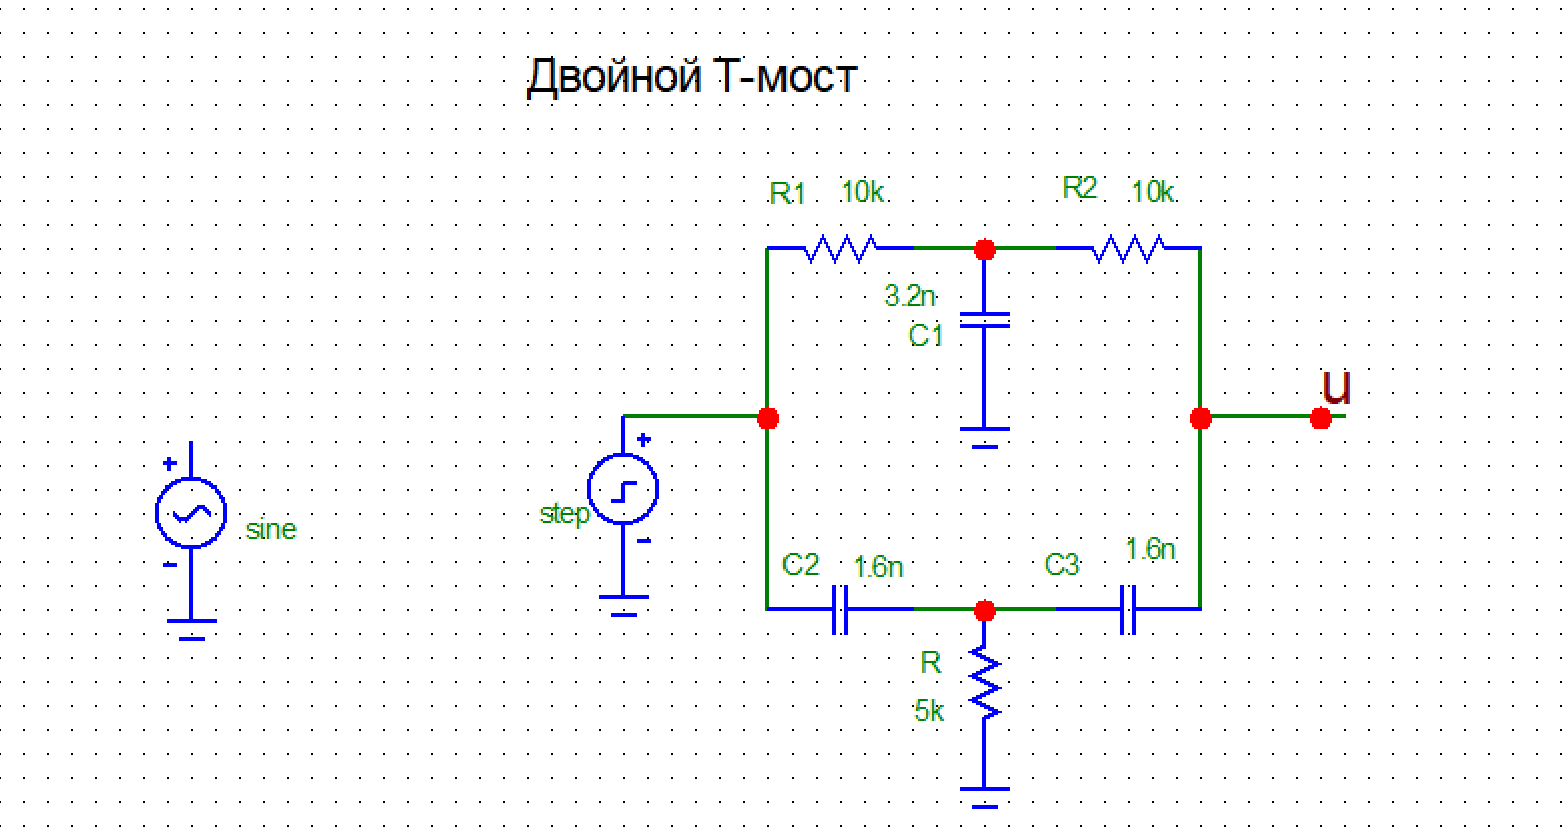 Двойной Т-мост
R1 10k
R2 10k
3.2n
C1
u
+
+
step
sine
-
-
C2 1.6n
C3 1.6n
R
5k